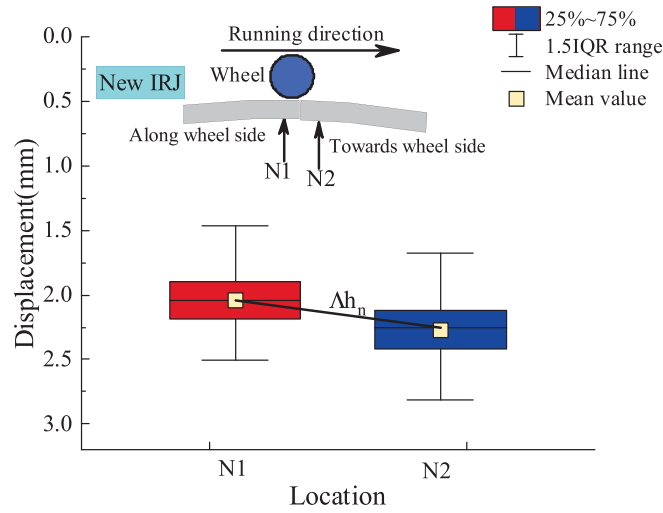 25%~75%
1.5IQR range
Median line
Mean value
Running direction
Wheel
New IRJ
Along wheel side
Towards wheel side
N1
N2
Λh_n
0.0
0.5
1.0
1.5
2.0
2.5
3.0
Displacement(mm)
N1
N2
Location